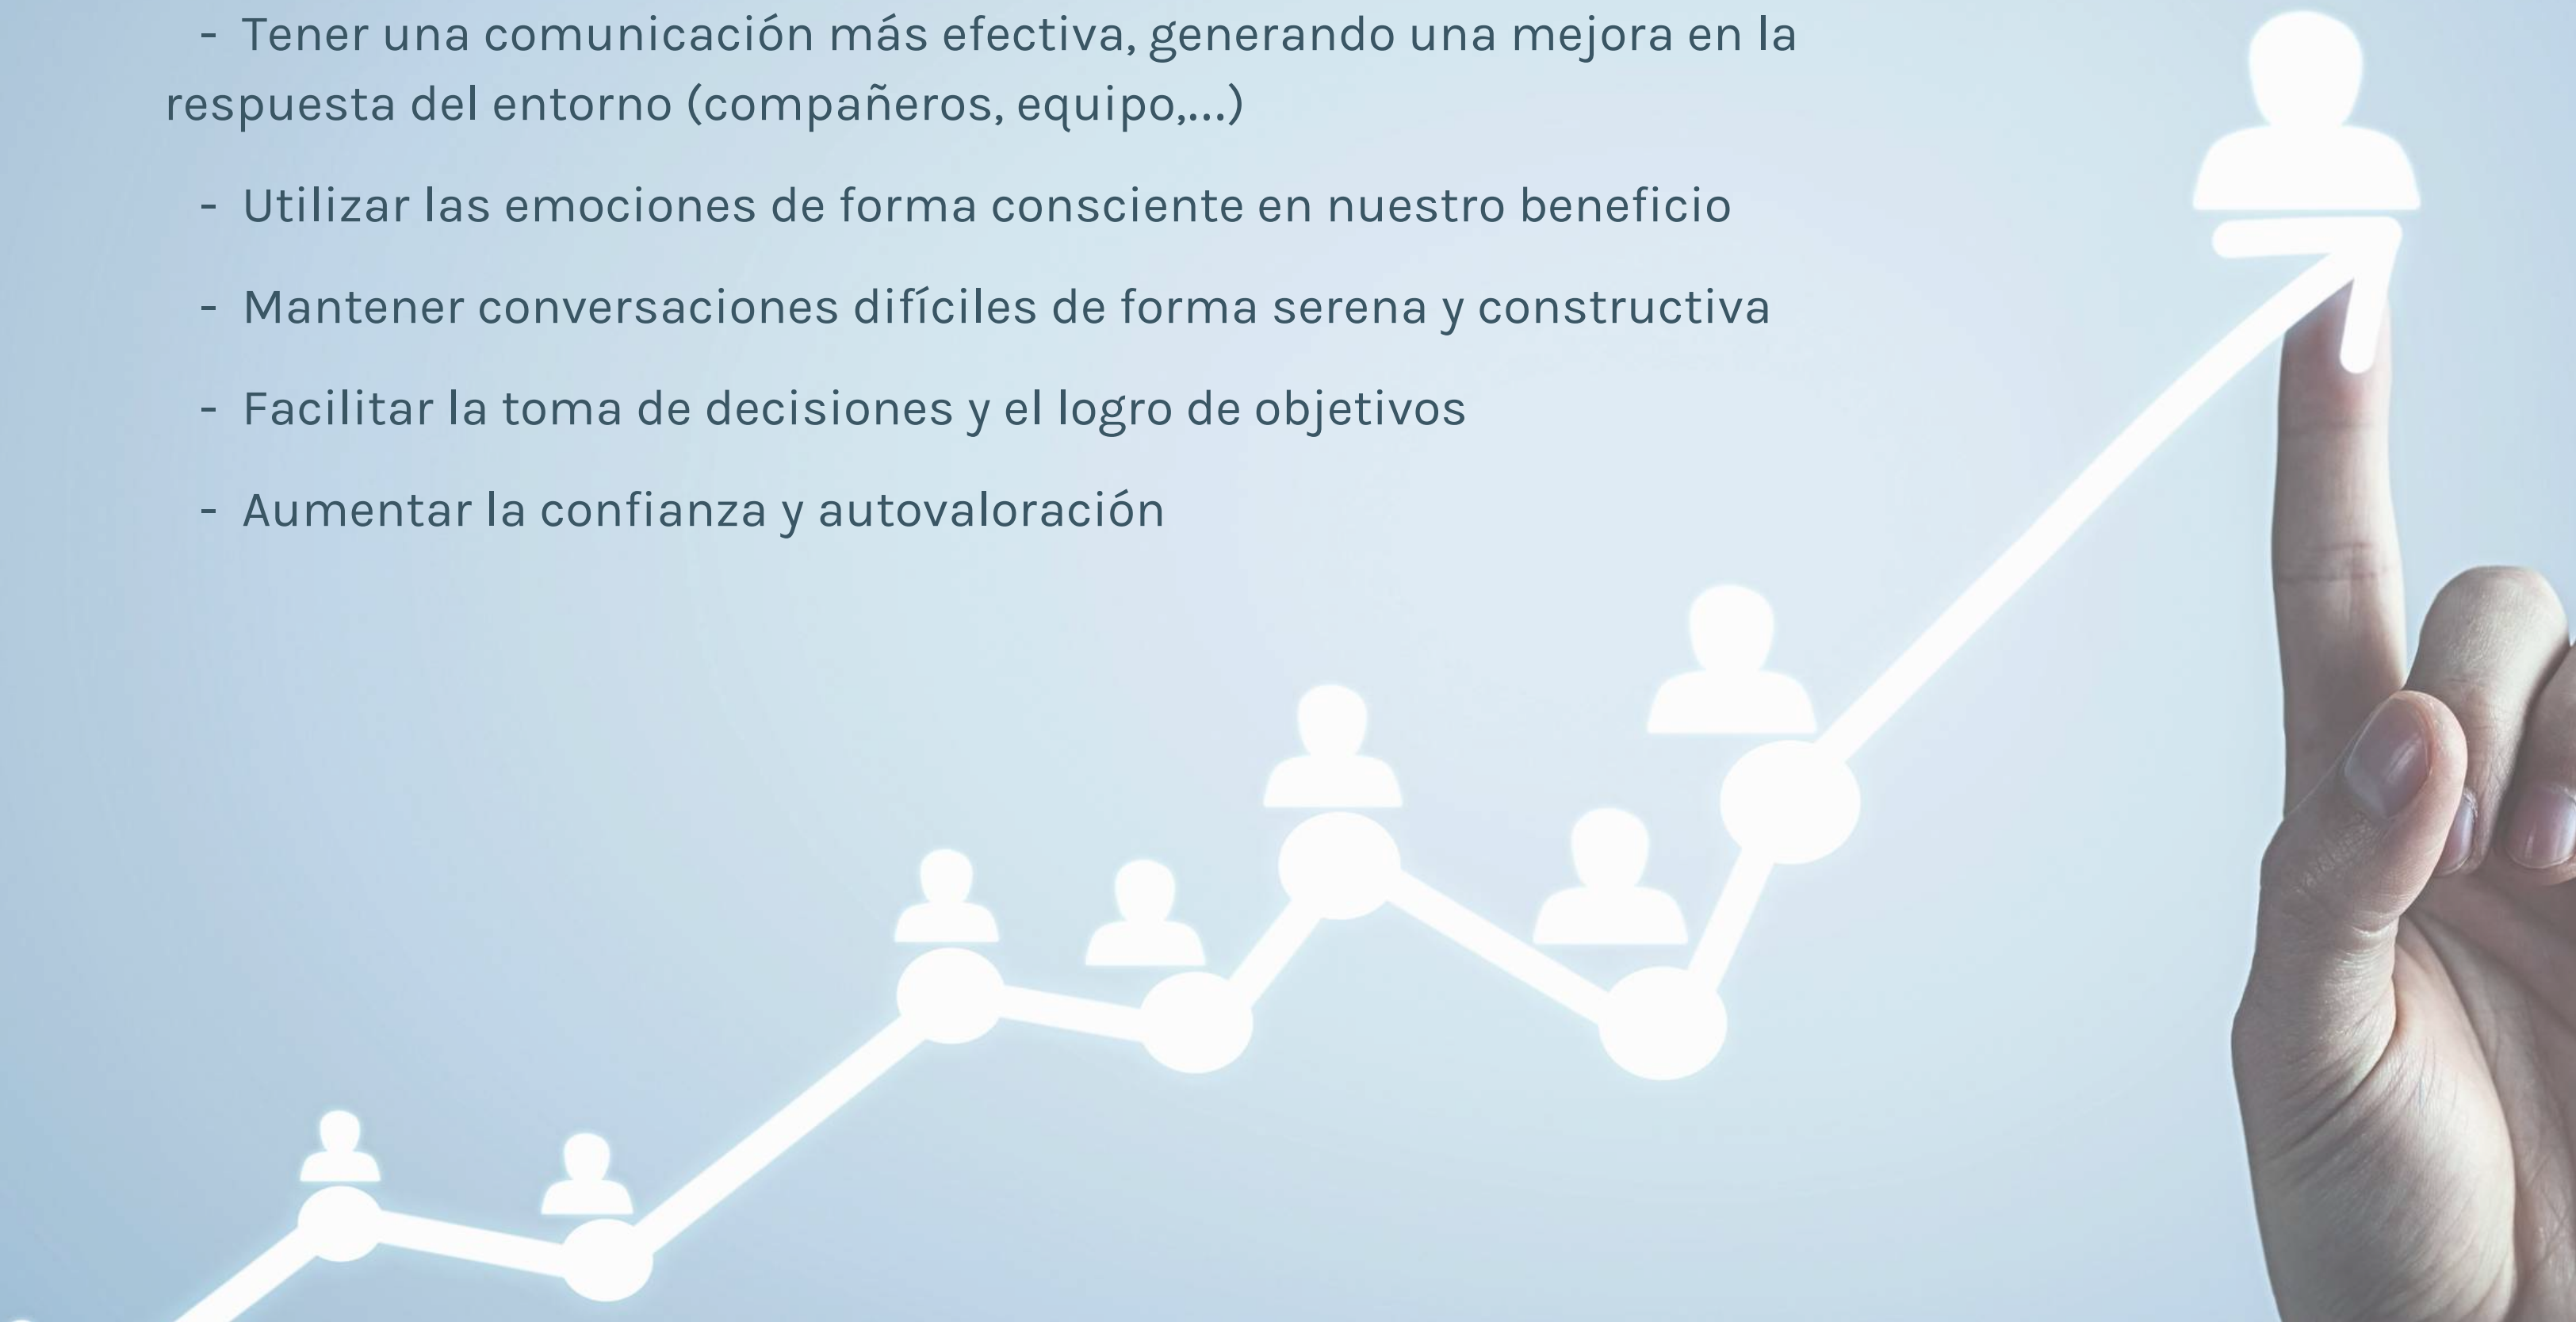 - Tener una comunicación más efectiva, generando una mejora en la
respuesta del entorno (compañeros, equipo,...)
- Utilizar las emociones de forma consciente en nuestro beneficio
- Mantener conversaciones difíciles de forma serena y constructiva
- Facilitar la toma de decisiones y el logro de objetivos
- Aumentar la confianza y autovaloración